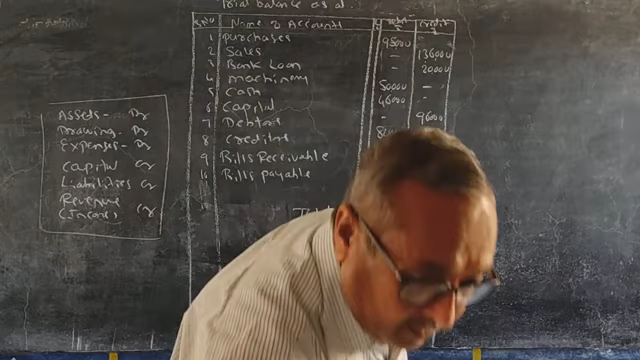 Trial balance as at
S.No Name of Accounts Debit ₹ Credit ₹
1 purchases 95000 -
2 Sales - 136000
3 Bank Loan - 20000
4 machinery 50000 -
5 Cash 46000 -
6 Capital - 96000
7 Debtors
8 creditors
9 Bills Receivable
10 Bills payable
Assets - Dr
Drawing - Dr
Expenses - Dr
Capital Cr
Liabilities Cr
Revenue
(Income) Cr